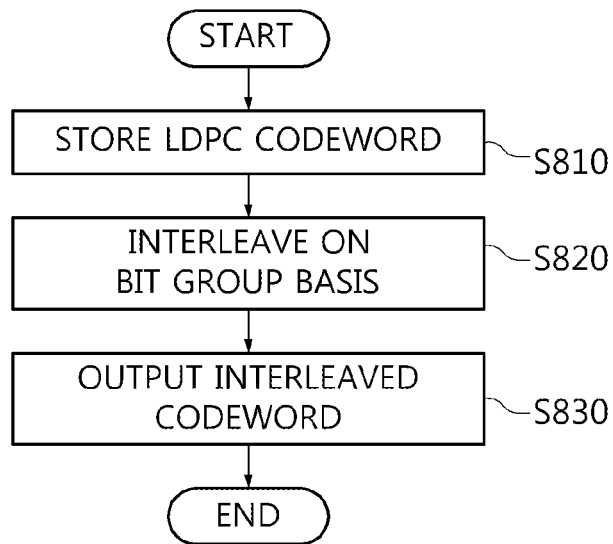 START
STORE LDPC CODEWORD
S810
INTERLEAVE ON
BIT GROUP BASIS
S820
OUTPUT INTERLEAVED
CODEWORD
S830
END